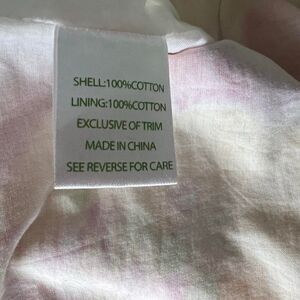 SHELL:100%COTTON
LINING:100%COTTON
EXCLUSIVE OF TRIM
MADE IN CHINA
SEE REVERSE FOR CARE